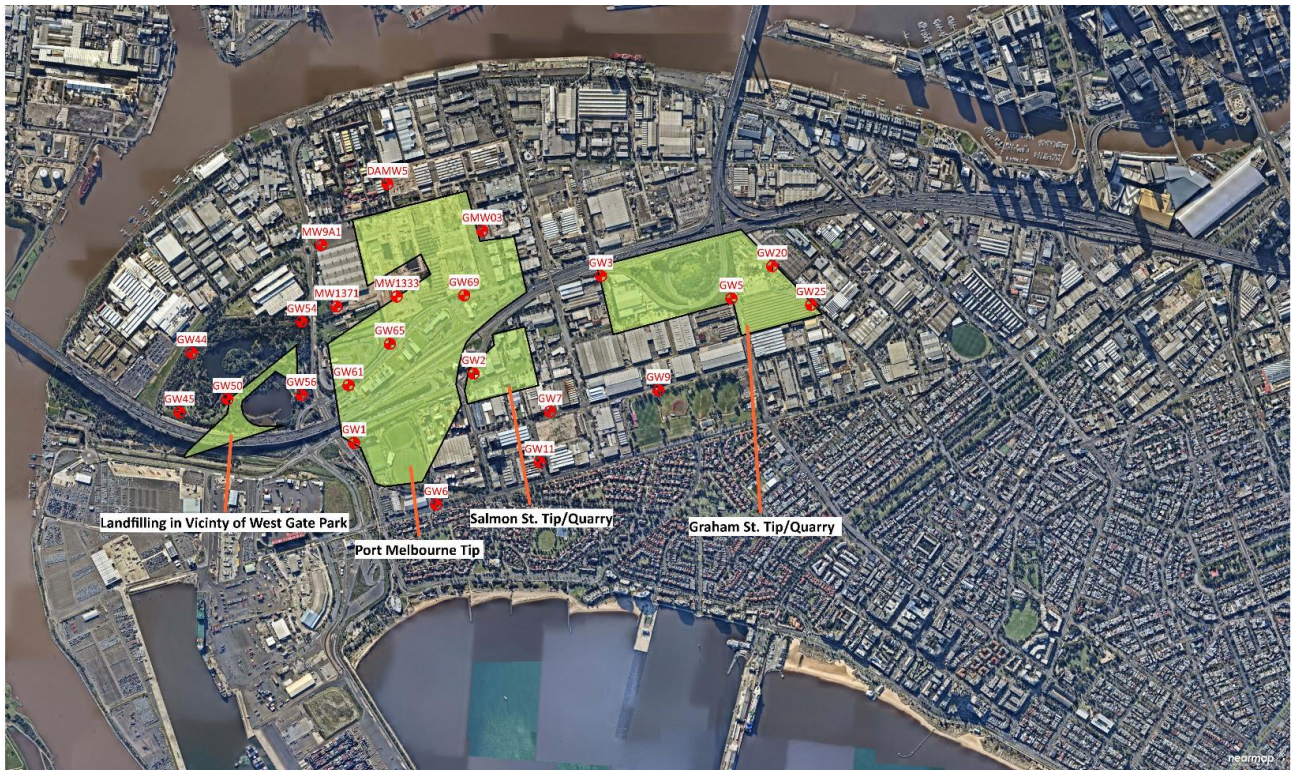 DAMW5
GMW03
MW9A1
GW20
GW3
MW1333
GW69
GW5
GW25
MW1371
GW54
GW65
GW44
GW2
GW61
GW56
GW50
GW9
GW45
GW7
GW1
GW11
GW6
Landfilling in Vicinty of West Gate Park
Salmon St. Tip/Quarry
Graham St. Tip/Quarry
Port Melbourne Tip
nearmap